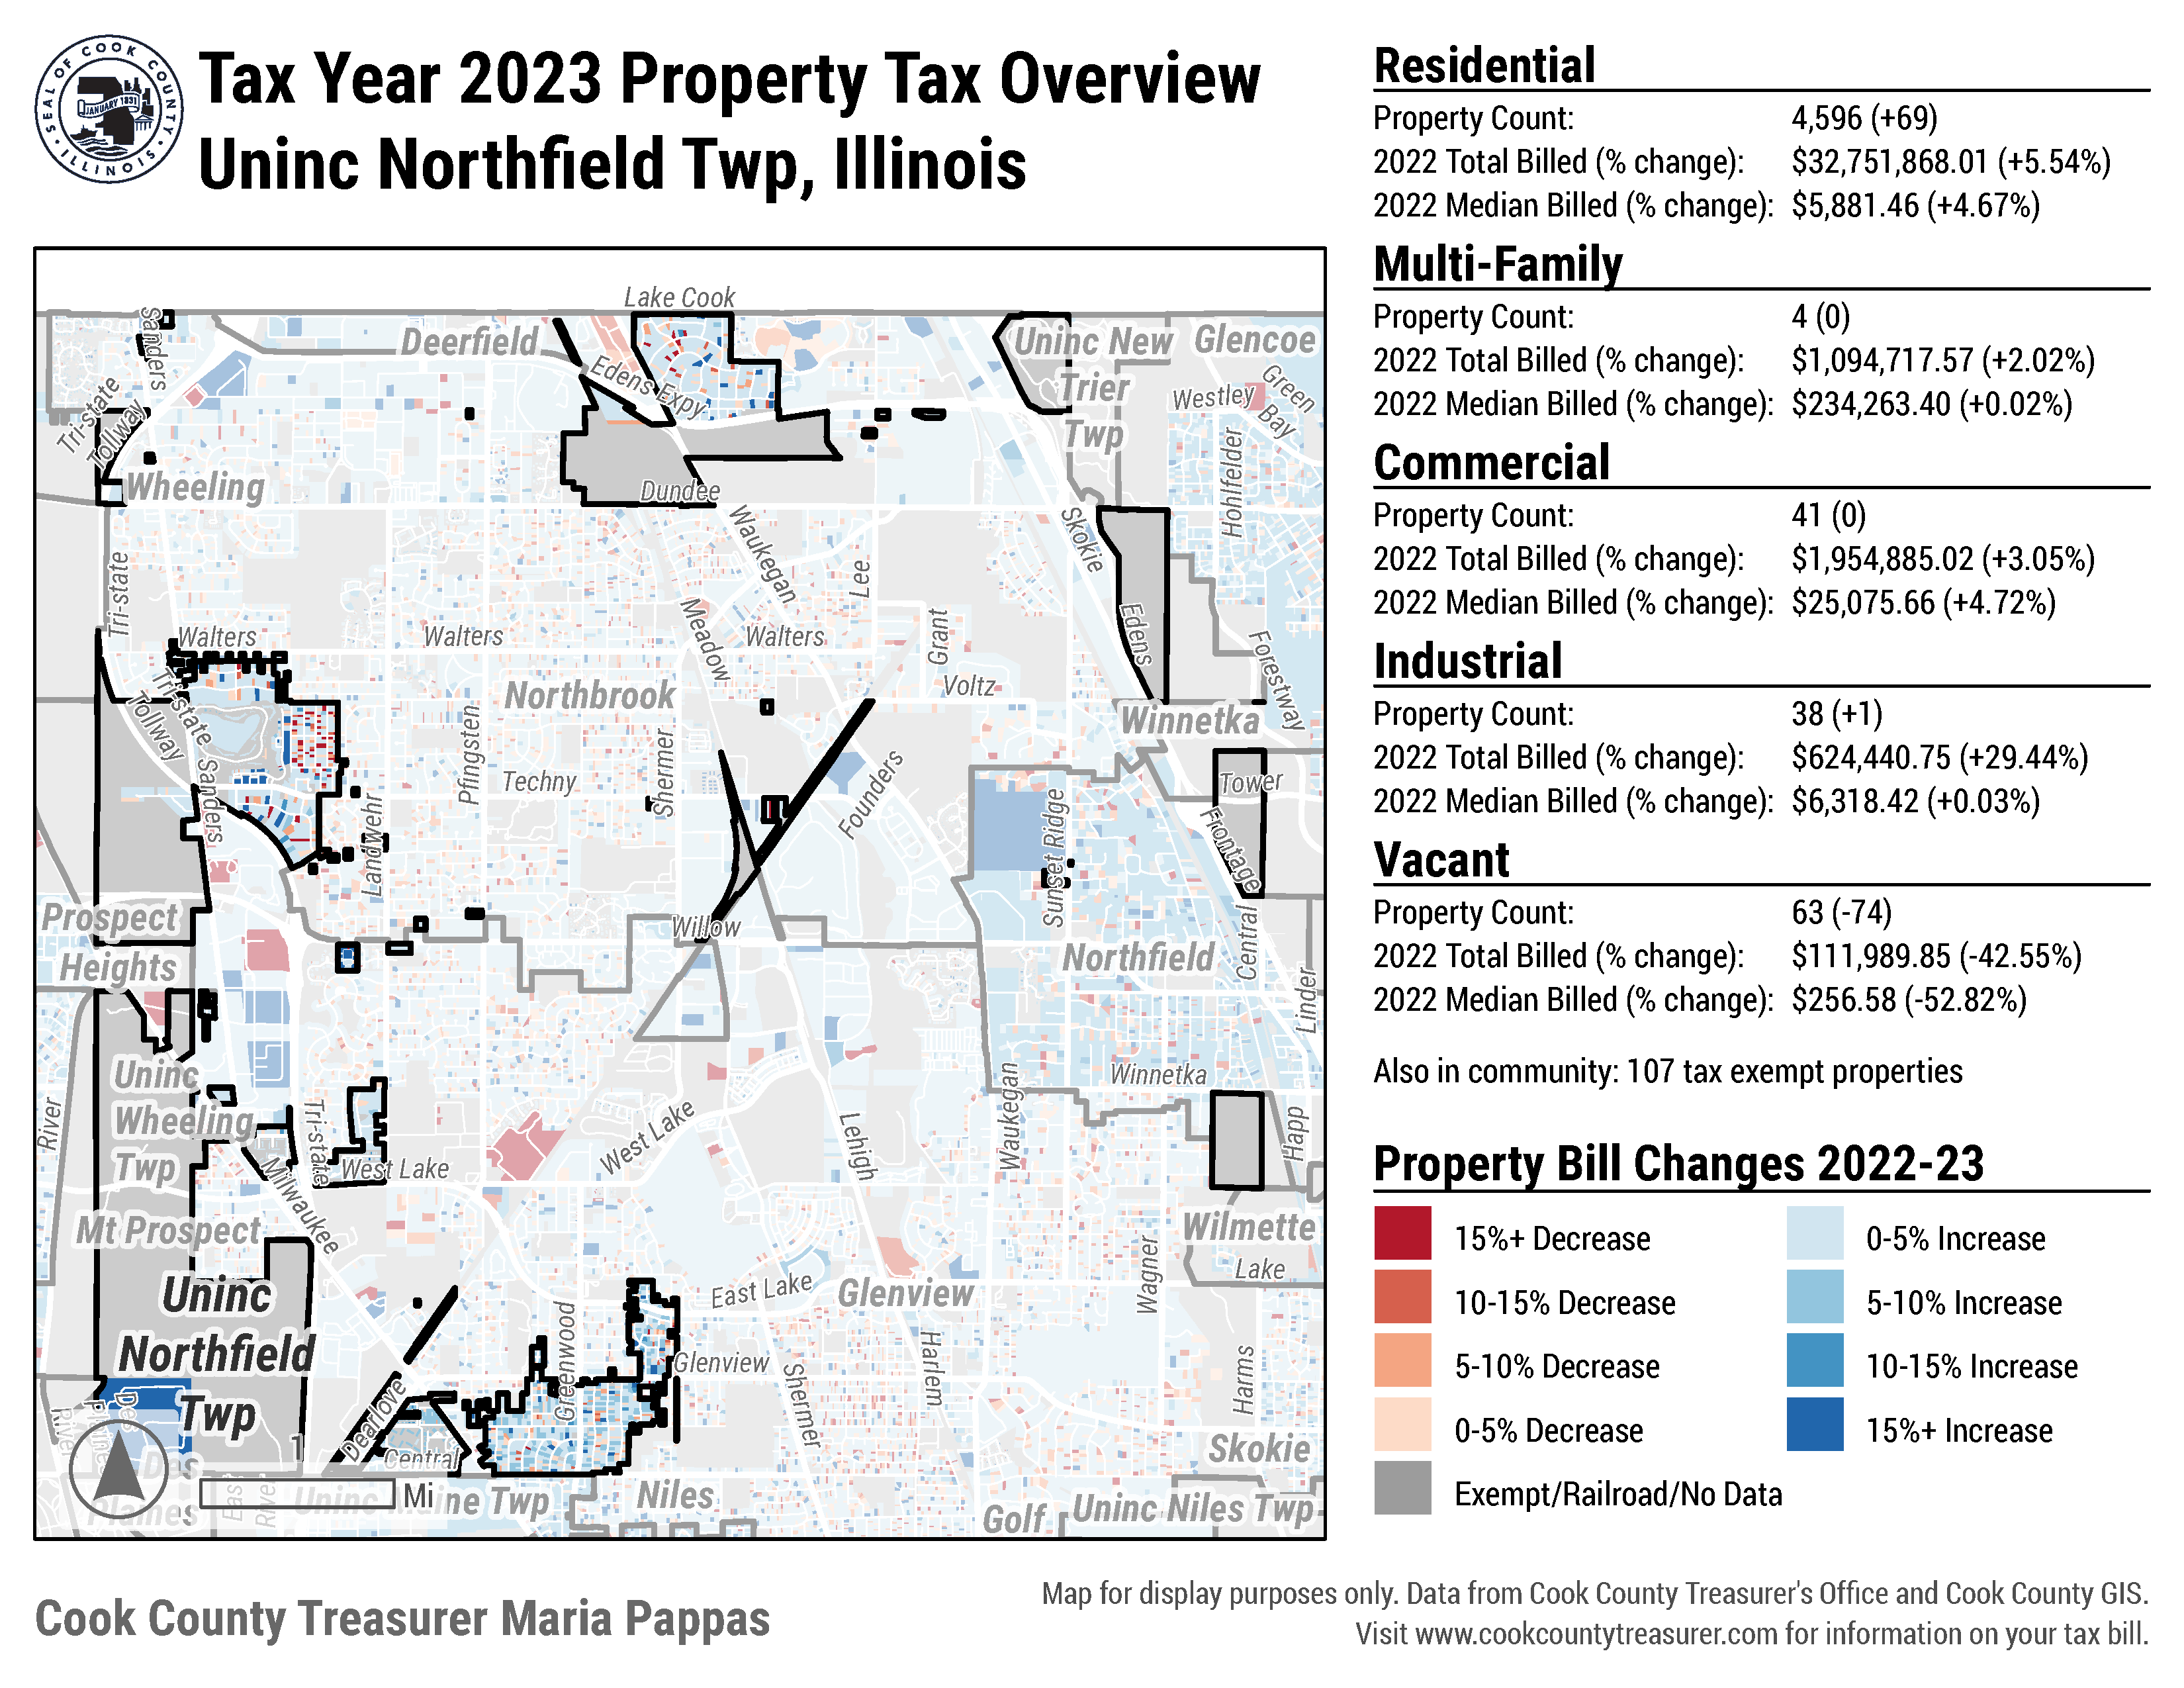 SEAL OF COOK COUNTY
JANUARY 1831
ILLINOIS
Tax Year 2023 Property Tax Overview
Uninc Northfield Twp, Illinois
Lake Cook
Sanders
Deerfield
Uninc New
Trier
Twp
Glencoe
Edens Expy
Westley
Green Bay
Tri-state
Tollway
Hohlfelder
Wheeling
Dundee
Waukegan
Skokie
Tri-state
Lee
Edens
Meadow
Walters
Walters
Walters
Grant
Forestway
Tri-state
Tollway
Voltz
Northbrook
Winnetka
Pfingsten
Shermer
Techny
Founders
Tower
Sanders
Landwehr
Sunset Ridge
Frontage
Prospect
Heights
Willow
Central
Northfield
Linder
Uninc
Wheeling
Twp
River
Tri-state
Winnetka
Waukegan
West Lake
Lehigh
Happ
West Lake
Milwaukee
Mt Prospect
Wilmette
Wagner
Lake
Uninc
Northfield
Twp
East Lake
Glenview
Greenwood
Glenview
Shermer
Harlem
Harms
Dearlove
Central
Skokie
River
Des
Plaines
East
River
1
Mi
Uninc Maine Twp
Niles
Golf
Uninc Niles Twp
Residential
Property Count: 4,596 (+69)
2022 Total Billed (% change): $32,751,868.01 (+5.54%)
2022 Median Billed (% change): $5,881.46 (+4.67%)
Multi-Family
Property Count: 4 (0)
2022 Total Billed (% change): $1,094,717.57 (+2.02%)
2022 Median Billed (% change): $234,263.40 (+0.02%)
Commercial
Property Count: 41 (0)
2022 Total Billed (% change): $1,954,885.02 (+3.05%)
2022 Median Billed (% change): $25,075.66 (+4.72%)
Industrial
Property Count: 38 (+1)
2022 Total Billed (% change): $624,440.75 (+29.44%)
2022 Median Billed (% change): $6,318.42 (+0.03%)
Vacant
Property Count: 63 (-74)
2022 Total Billed (% change): $111,989.85 (-42.55%)
2022 Median Billed (% change): $256.58 (-52.82%)
Also in community: 107 tax exempt properties
Property Bill Changes 2022-23
15%+ Decrease
0-5% Increase
10-15% Decrease
5-10% Increase
5-10% Decrease
10-15% Increase
0-5% Decrease
15%+ Increase
Exempt/Railroad/No Data
Cook County Treasurer Maria Pappas
Map for display purposes only. Data from Cook County Treasurer's Office and Cook County GIS.
Visit www.cookcountytreasurer.com for information on your tax bill.